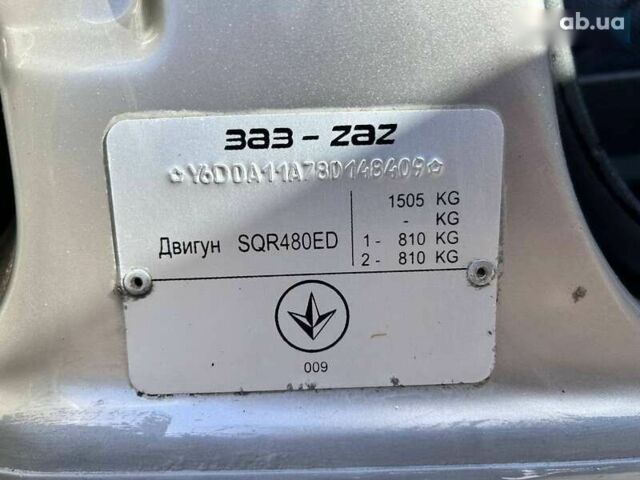 ab.ua
ЗАЗ - ZAZ
✩Y6DDA11A78D148409✩
1505 KG
- KG
Двигун SQR480ED 1 - 810 KG
2 - 810 KG
009